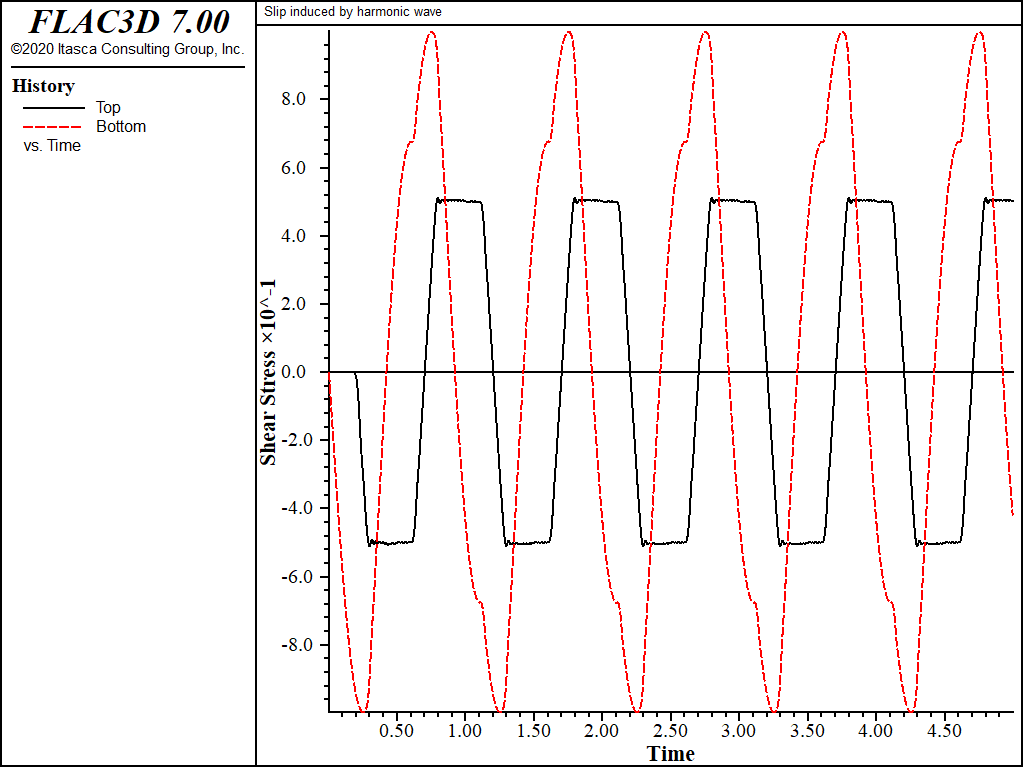 FLAC3D 7.00
©2020 Itasca Consulting Group, Inc.
History
Top
Bottom
vs. Time
Slip induced by harmonic wave
8.0
6.0
4.0
2.0
0.0
-2.0
-4.0
-6.0
-8.0
Shear Stress ×10^-1
0.50 1.00 1.50 2.00 2.50 3.00 3.50 4.00 4.50
Time